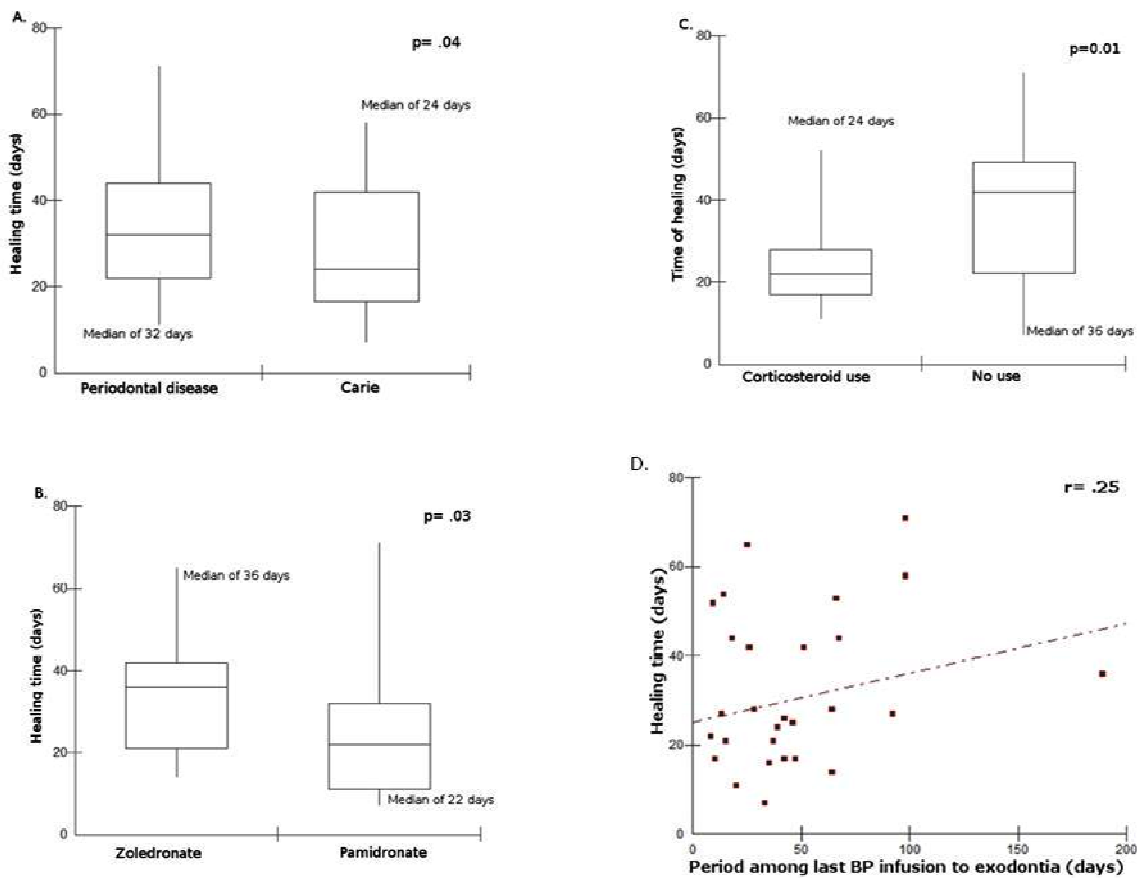 A.
80
p= .04
Median of 24 days
60
Healing time (days)
40
20
Median of 32 days
0
Periodontal disease
Carie
C.
80
p=0.01
Median of 24 days
60
Time of healing (days)
40
20
Median of 36 days
0
Corticosteroid use
No use
B.
80
p= .03
Median of 36 days
60
Healing time (days)
40
20
Median of 22 days
0
Zoledronate
Pamidronate
D.
80
r= .25
60
Healing time (days)
40
20
0
0 50 100 150 200
Period among last BP infusion to exodontia (days)